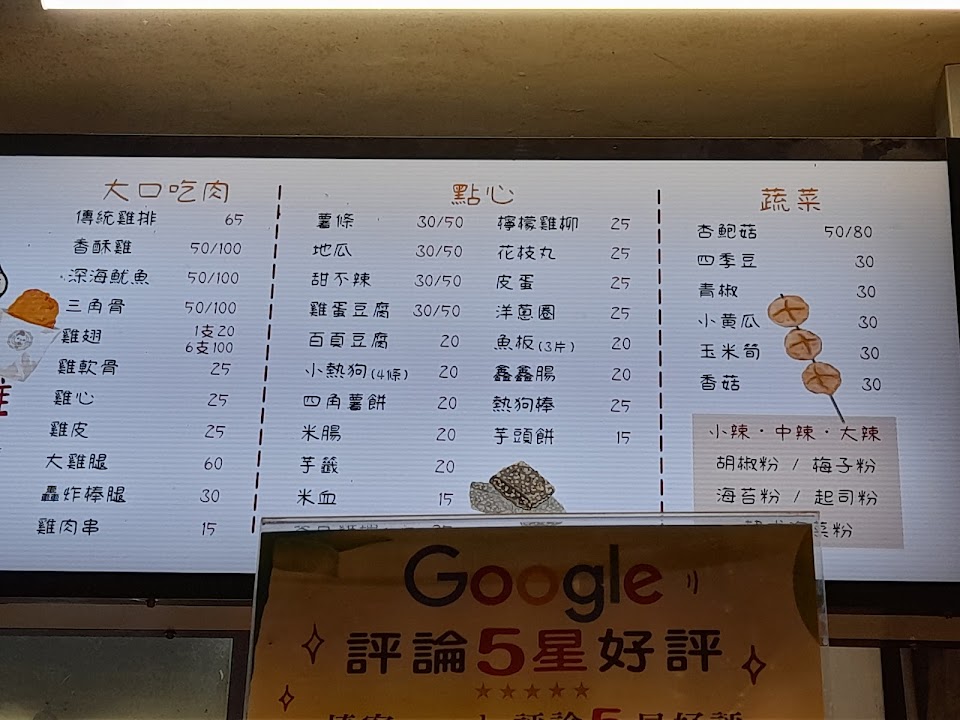 大口吃肉
傳統雞排 65
香酥雞 50/100
深海魷魚 50/100
三角骨 50/100
雞翅 1支20
6支100
雞軟骨 25
雞心 25
雞皮 25
大雞腿 60
轟炸棒腿 30
雞肉串 15
點心
薯條 30/50
地瓜 30/50
甜不辣 30/50
雞蛋豆腐 30/50
百頁豆腐 20
小熱狗(4條) 20
四角薯餅 20
米腸 20
芋籤 20
米血 15
檸檬雞柳 25
花枝丸 25
皮蛋 25
洋蔥圈 25
魚板(3片) 20
鑫鑫腸 20
熱狗棒 25
芋頭餅 15
蔬菜
杏鮑菇 50/80
四季豆 30
青椒 30
小黃瓜 30
玉米筍 30
香菇 30
小辣·中辣·大辣
胡椒粉 / 梅子粉
海苔粉 / 起司粉
菜粉
Google
評論5星好評
評論5星好評